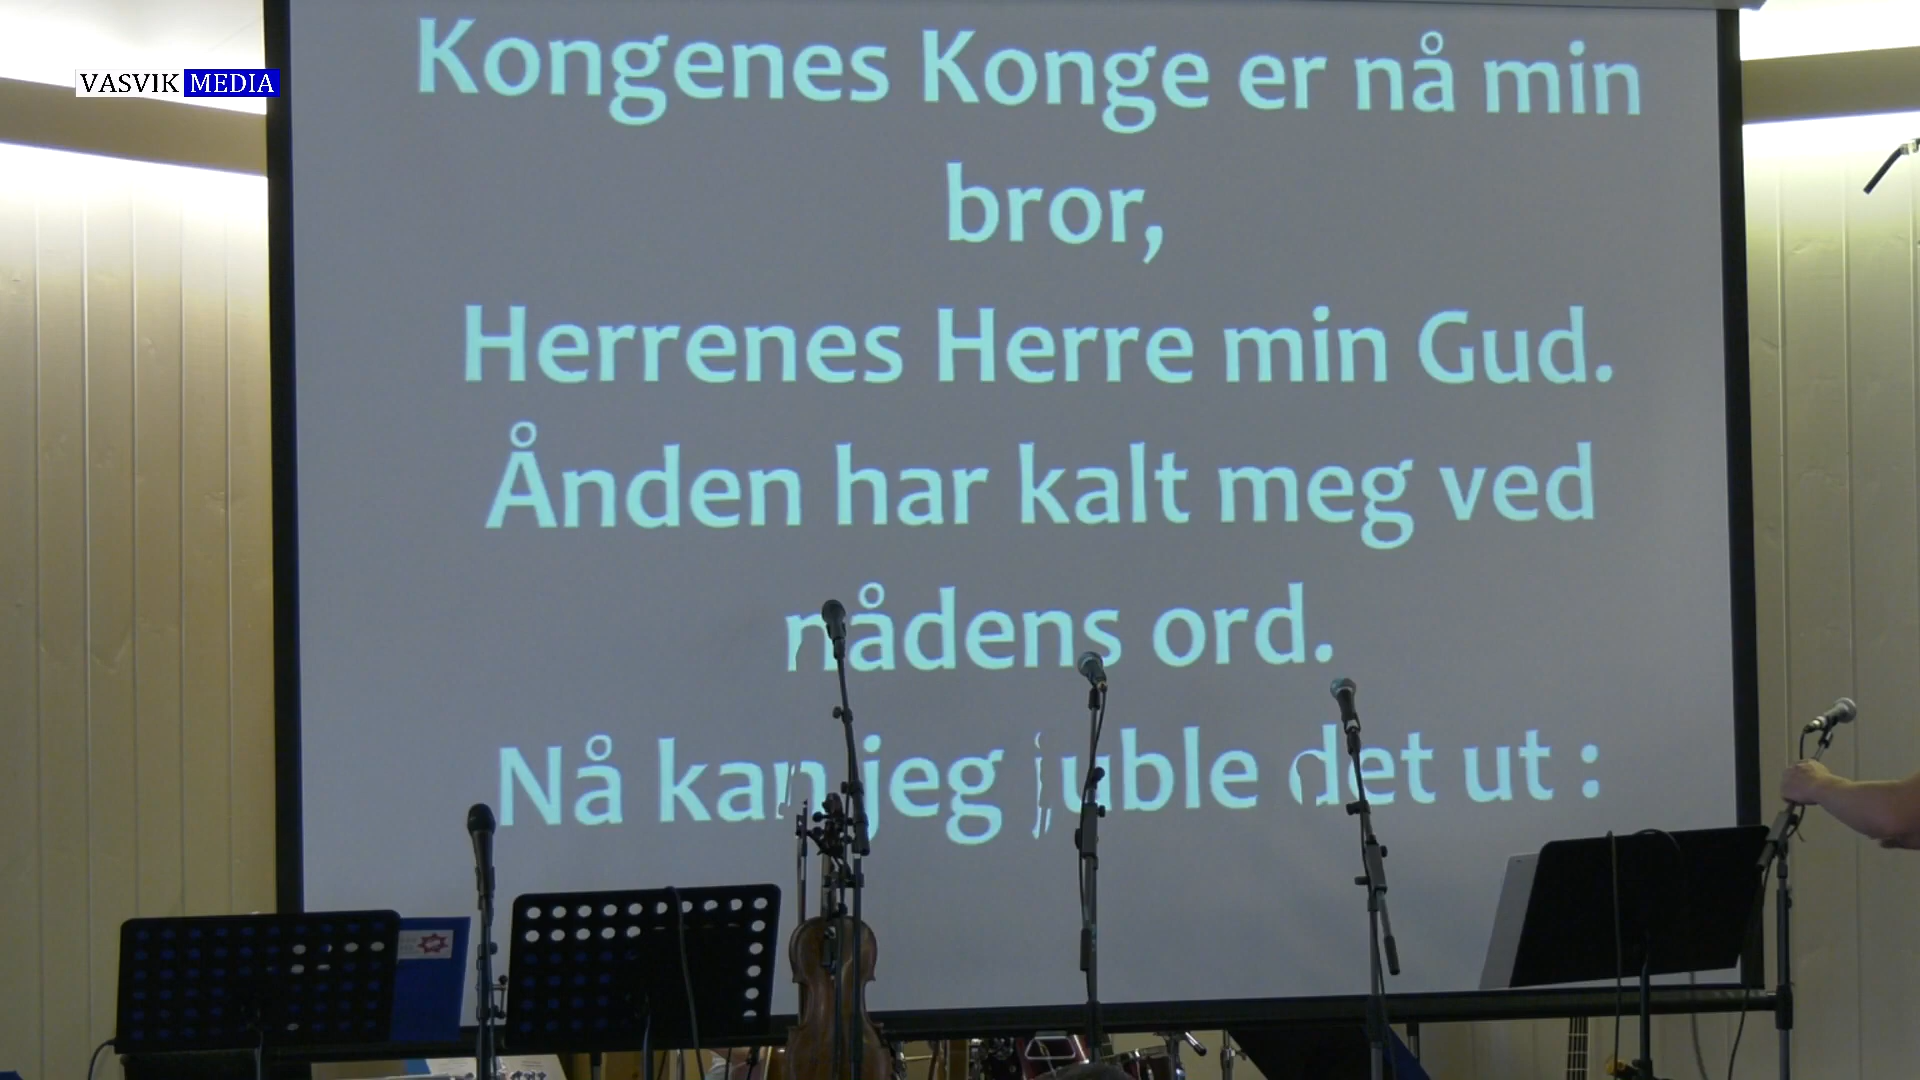 VASVIK MEDIA
Kongenes Konge er nå min
bror,
Herrenes Herre min Gud.
Ånden har kalt meg ved
nådens ord.
Nå kan jeg juble det ut :